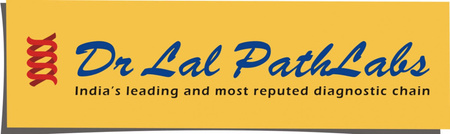 Dr Lal PathLabs
India's leading and most reputed diagnostic chain